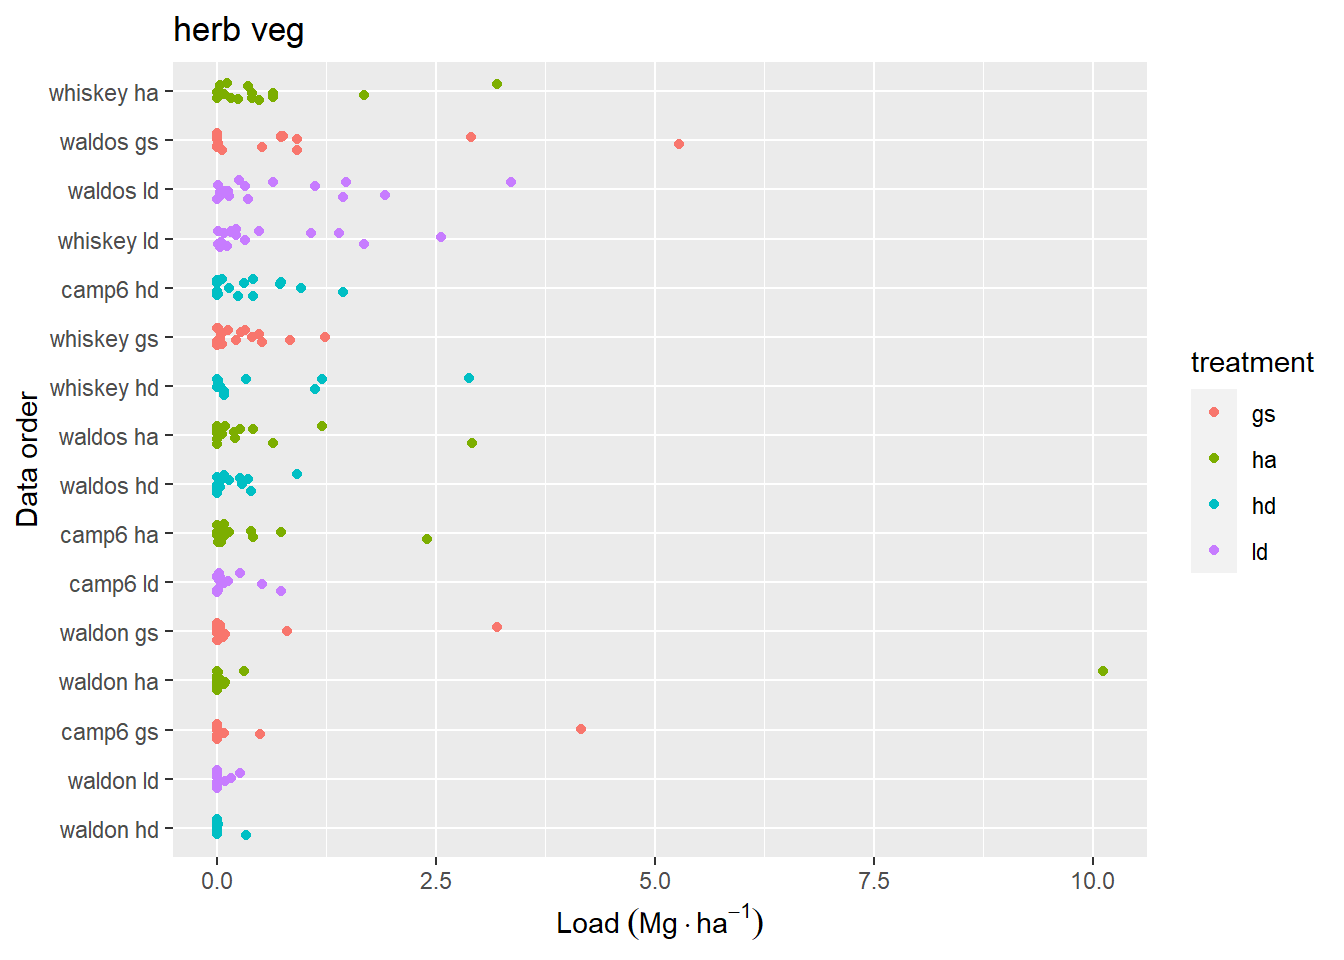 herb veg
whiskey ha
waldos gs
waldos ld
whiskey ld
camp6 hd
whiskey gs
whiskey hd
waldos ha
waldos hd
camp6 ha
camp6 ld
waldon gs
waldon ha
camp6 gs
waldon ld
waldon hd
Data order
0.0 2.5 5.0 7.5 10.0
Load (Mg · ha⁻¹)
treatment
gs
ha
hd
ld